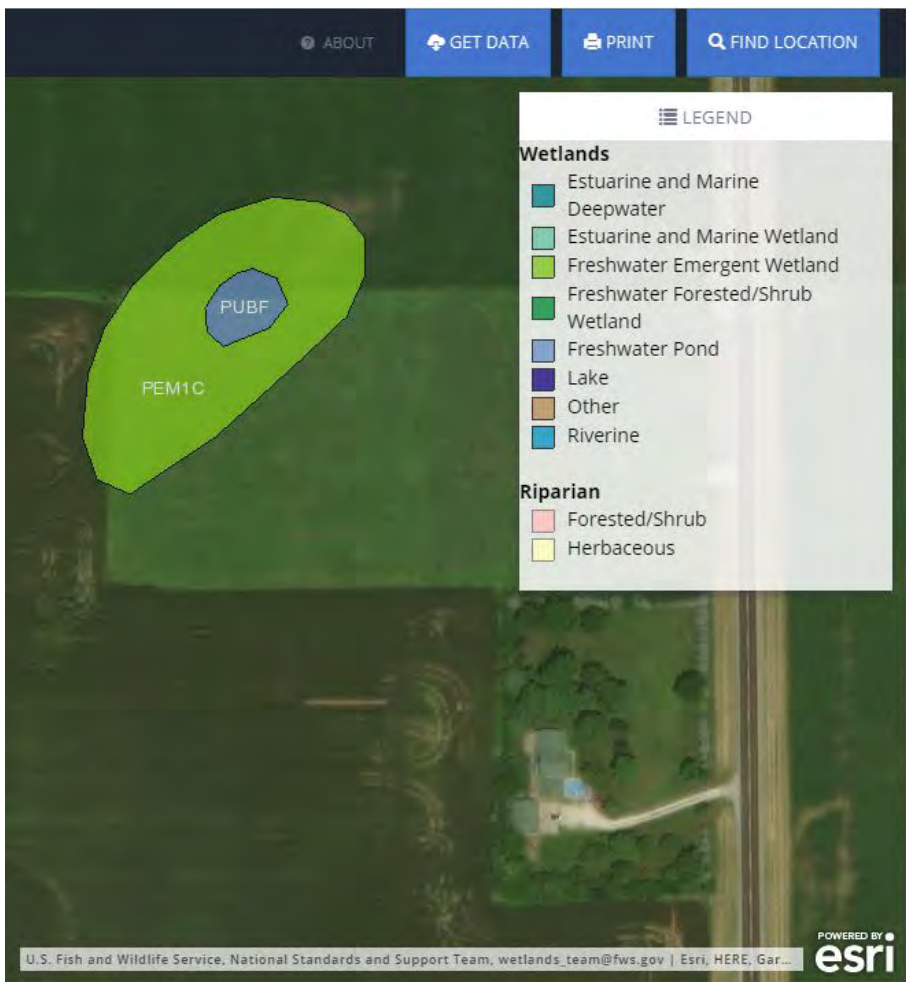 ABOUT
GET DATA
PRINT
FIND LOCATION
LEGEND
Wetlands
Estuarine and Marine
Deepwater
Estuarine and Marine Wetland
Freshwater Emergent Wetland
Freshwater Forested/Shrub
Wetland
Freshwater Pond
Lake
Other
Riverine
Riparian
Forested/Shrub
Herbaceous
PUBF
PEM1C
U.S. Fish and Wildlife Service, National Standards and Support Team, wetlands_team@fws.gov | Esri, HERE, Gar...
POWERED BY
esri